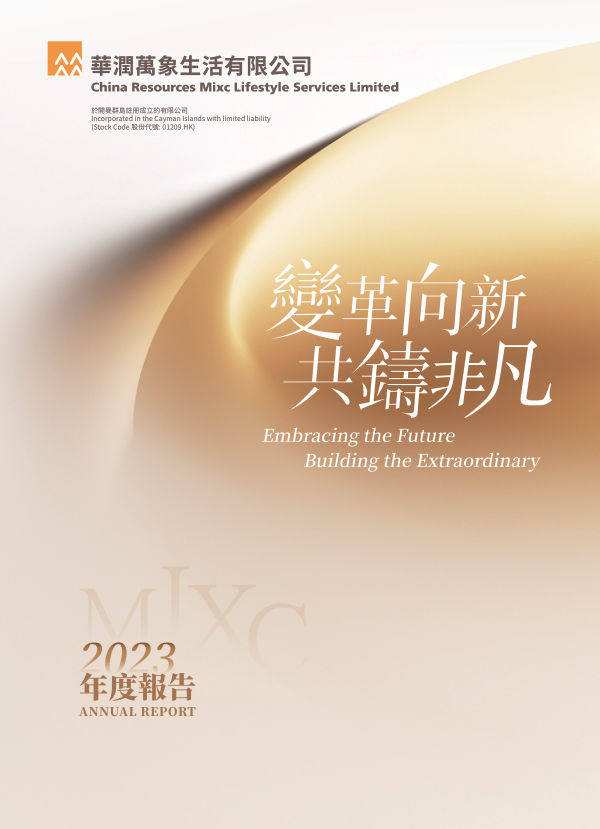 華潤萬象生活有限公司
China Resources Mixc Lifestyle Services Limited
於開曼群島註冊成立的有限公司
Incorporated in the Cayman Islands with limited liability
(Stock Code 股份代號: 01209.HK)
變革向新
共鑄非凡
Embracing the Future
Building the Extraordinary
MIXC
2023
年度報告
ANNUAL REPORT